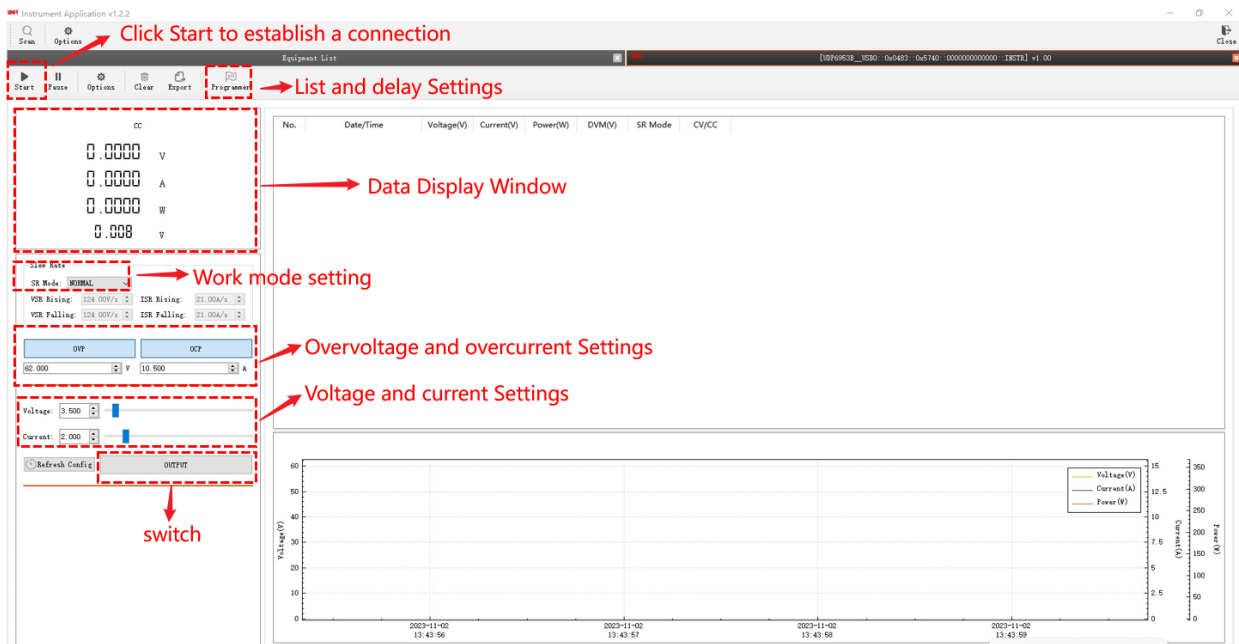 UNI-T Instrument Application v1.2.2
Scan Options
Click Start to establish a connection
Close
Equipment List
[UDP6953B__USB0::0x0483::0x5740::0000000000000::INSTR] v1.00
Start Pause Options Clear Export Programmer
List and delay Settings
CC
0.0000 V
0.0000 A
0.0000 W
0.008 V
Data Display Window
No. Date/Time Voltage(V) Current(V) Power(W) DVM(V) SR Mode CV/CC
Slew Rate
SR Mode: NORMAL
Work mode setting
VSR Rising: 124.00V/s ISR Rising: 21.00A/s
VSR Falling: 124.00V/s ISR Falling: 21.00A/s
OVP OCP
62.000 V 10.500 A
Overvoltage and overcurrent Settings
Voltage: 3.500
Current: 2.000
Voltage and current Settings
Refresh Config OUTPUT
switch
Voltage(V)
Current(A)
Power(W)
60
50
40
30
20
10
0
Voltage(V)
15
12.5
10
7.5
5
2.5
0
Current(A)
350
300
250
200
150
100
50
0
Power(W)
2023-11-02 2023-11-02 2023-11-02 2023-11-02
13:43:56 13:43:57 13:43:58 13:43:59